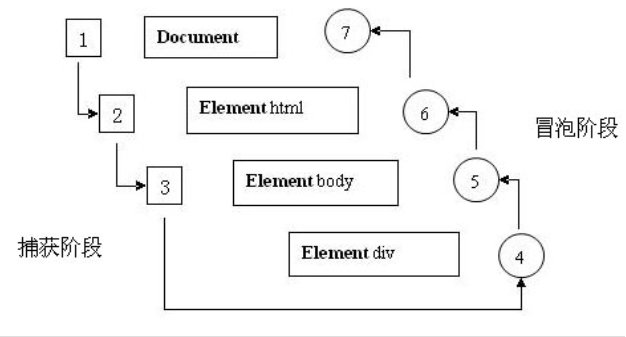 1 Document 7
2 Element html 6
冒泡阶段
3 Element body 5
捕获阶段
Element div 4